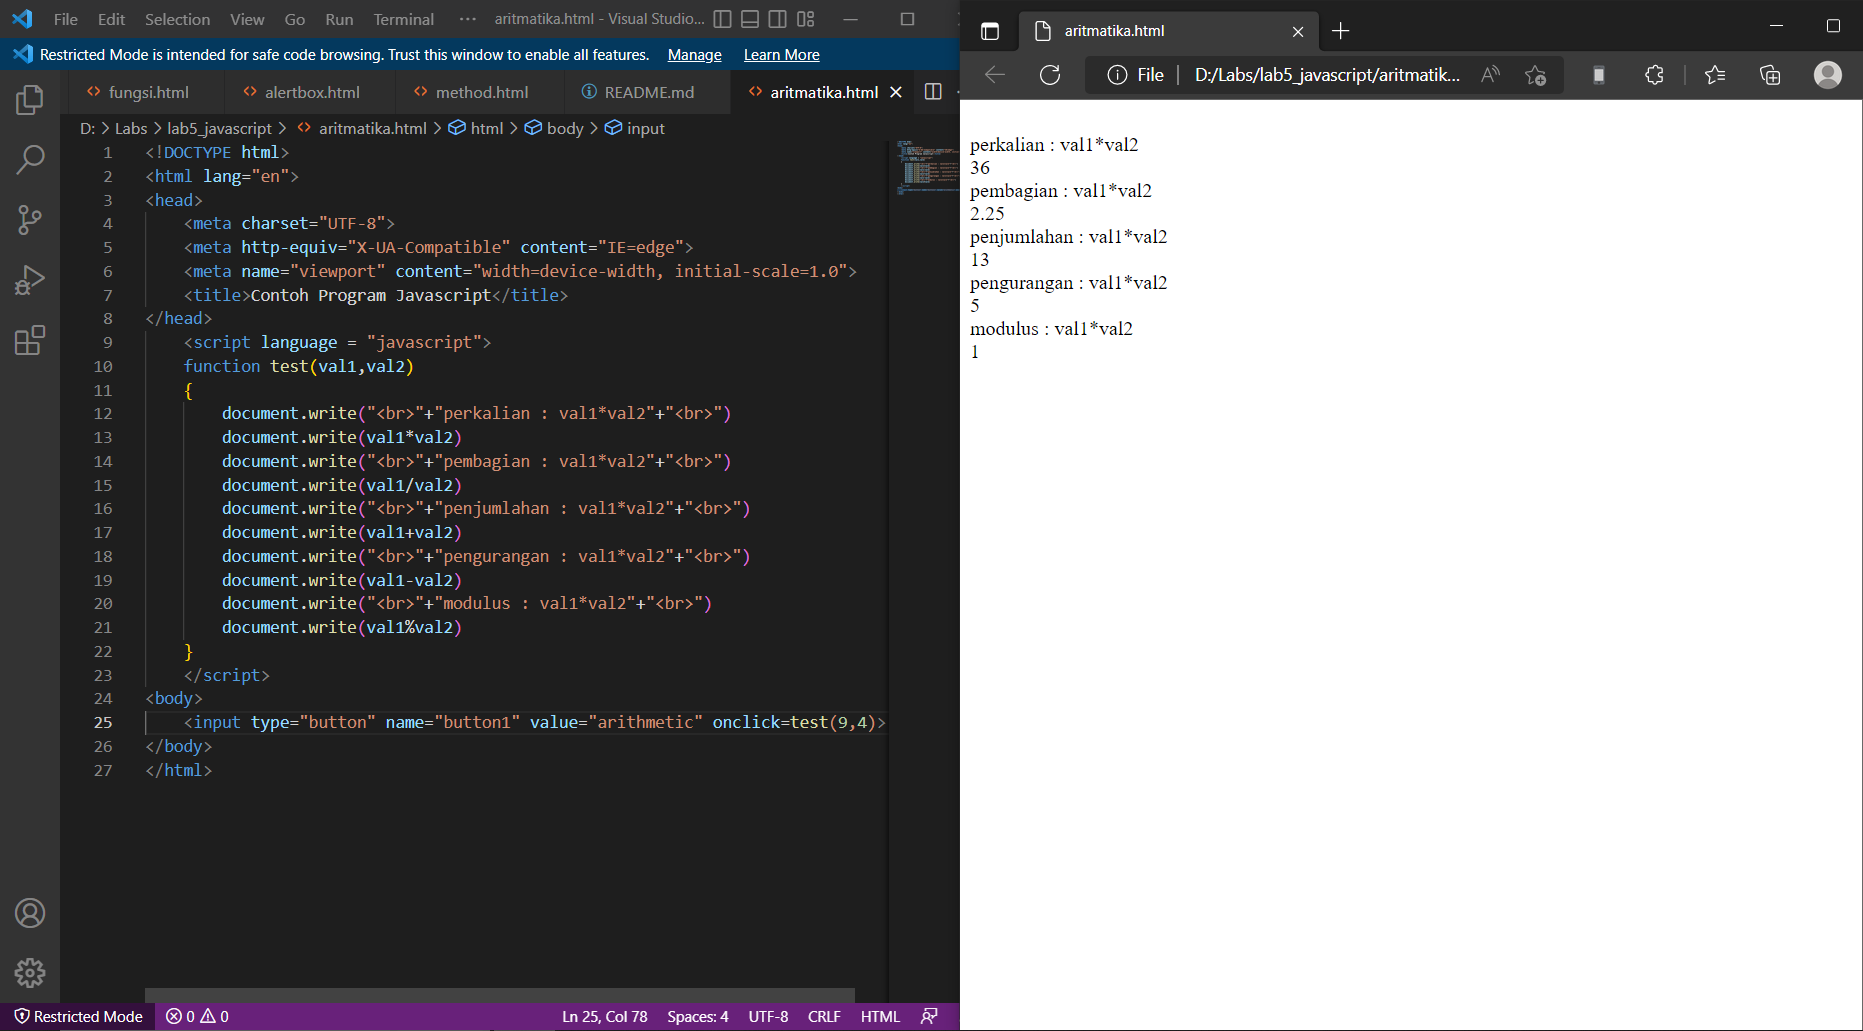 File Edit Selection View Go Run Terminal ··· aritmatika.html - Visual Studio...
Restricted Mode is intended for safe code browsing. Trust this window to enable all features. Manage Learn More
fungsi.html alertbox.html method.html README.md aritmatika.html
D: > Labs > lab5_javascript > aritmatika.html > html > body > input
1 <!DOCTYPE html>
2 <html lang="en">
3 <head>
4 <meta charset="UTF-8">
5 <meta http-equiv="X-UA-Compatible" content="IE=edge">
6 <meta name="viewport" content="width=device-width, initial-scale=1.0">
7 <title>Contoh Program Javascript</title>
8 </head>
9 <script language = "javascript">
10 function test(val1,val2)
11 {
12 document.write("<br>"+"perkalian : val1*val2"+"<br>")
13 document.write(val1*val2)
14 document.write("<br>"+"pembagian : val1*val2"+"<br>")
15 document.write(val1/val2)
16 document.write("<br>"+"penjumlahan : val1*val2"+"<br>")
17 document.write(val1+val2)
18 document.write("<br>"+"pengurangan : val1*val2"+"<br>")
19 document.write(val1-val2)
20 document.write("<br>"+"modulus : val1*val2"+"<br>")
21 document.write(val1%val2)
22 }
23 </script>
24 <body>
25 <input type="button" name="button1" value="arithmetic" onclick=test(9,4)>
26 </body>
27 </html>
Restricted Mode 0 0 Ln 25, Col 78 Spaces: 4 UTF-8 CRLF HTML
aritmatika.html
File | D:/Labs/lab5_javascript/aritmatik...
perkalian : val1*val2
36
pembagian : val1*val2
2.25
penjumlahan : val1*val2
13
pengurangan : val1*val2
5
modulus : val1*val2
1